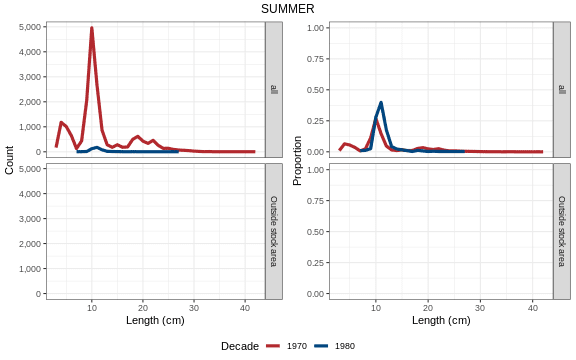 SUMMER
Count
5,000
4,000
3,000
2,000
1,000
0
all
5,000
4,000
3,000
2,000
1,000
0
Outside stock area
10 20 30 40
Length (cm)
Proportion
1.00
0.75
0.50
0.25
0.00
all
1.00
0.75
0.50
0.25
0.00
Outside stock area
10 20 30 40
Length (cm)
Decade 1970 1980